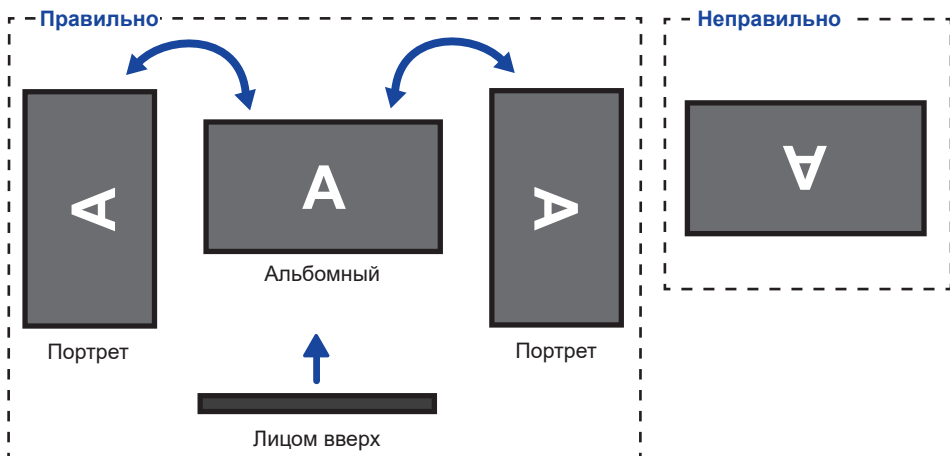 Правильно
Неправильно
A
A
A
A
Альбомный
Портрет
Портрет
Лицом вверх